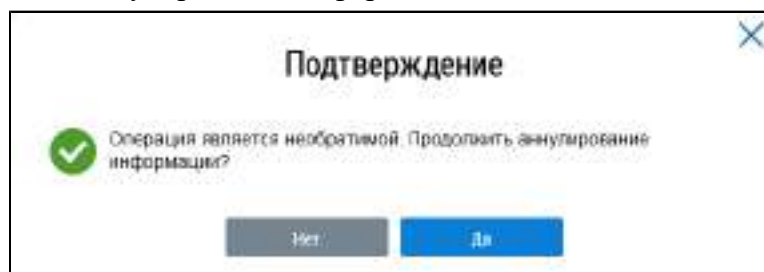 Подтверждение
Операция является необратимой. Продолжить аннулирование
информации?
Нет
Да